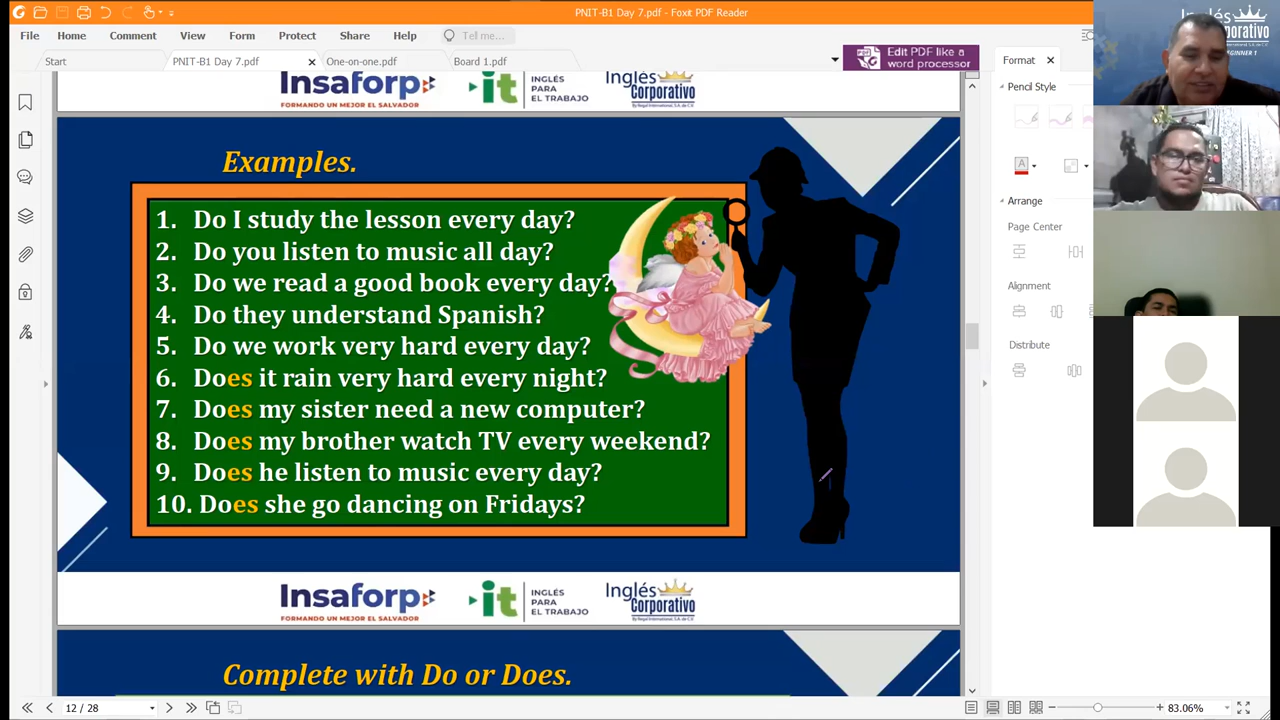 PNIT-B1 Day 7.pdf - Foxit PDF Reader
File Home Comment View Form Protect Share Help Tell me...
Start PNIT-B1 Day 7.pdf One-on-one.pdf Board 1.pdf
Edit PDF like a
word processor
Format
Pencil Style
Arrange
Page Center
Alignment
Distribute
Inglés
BEGINNER 1
Insaforp
FORMANDO UN MEJOR EL SALVADOR
it
INGLÉS
PARA
EL TRABAJO
Inglés
Corporativo
Examples.
1. Do I study the lesson every day?
2. Do you listen to music all day?
3. Do we read a good book every day?
4. Do they understand Spanish?
5. Do we work very hard every day?
6. Does it rain very hard every night?
7. Does my sister need a new computer?
8. Does my brother watch TV every weekend?
9. Does he listen to music every day?
10. Does she go dancing on Fridays?
Insaforp
FORMANDO UN MEJOR EL SALVADOR
it
INGLÉS
PARA
EL TRABAJO
Inglés
Corporativo
Complete with Do or Does.
12 / 28
83.06%